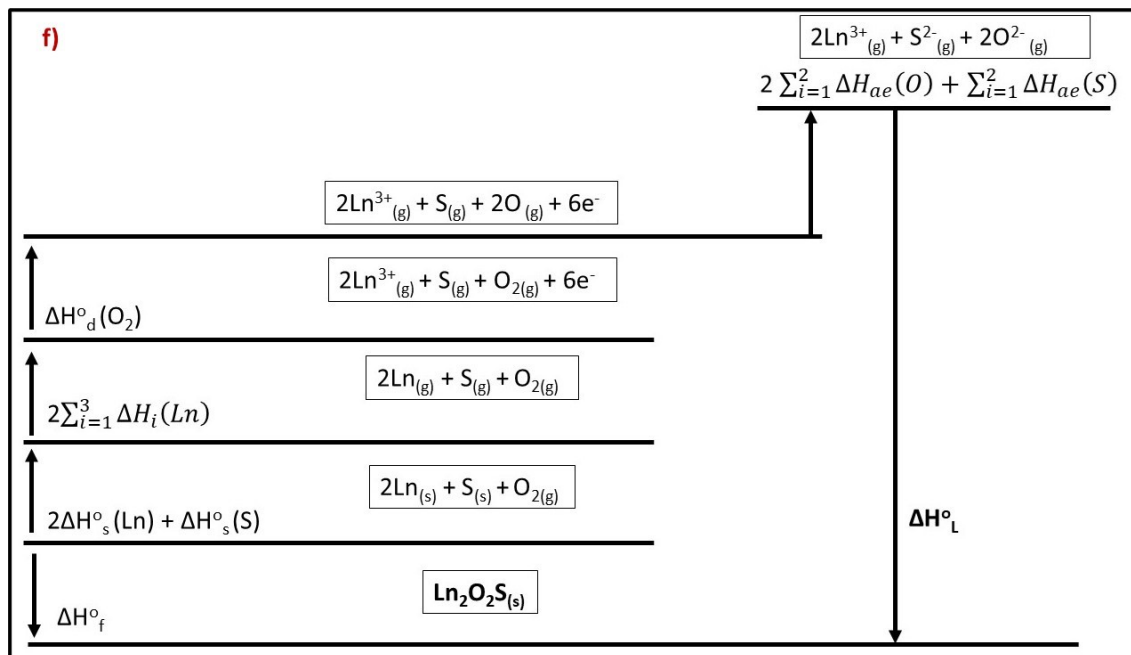 f)
2Ln³⁺(g) + S²⁻(g) + 2O²⁻(g)
2 ∑²ᵢ₌₁ ΔHₐₑ(O) + ∑²ᵢ₌₁ ΔHₐₑ(S)
2Ln³⁺(g) + S(g) + 2O(g) + 6e⁻
2Ln³⁺(g) + S(g) + O₂(g) + 6e⁻
ΔH°d(O₂)
2Ln(g) + S(g) + O₂(g)
2∑³ᵢ₌₁ ΔHᵢ(Ln)
2Ln(s) + S(s) + O₂(g)
2ΔH°s(Ln) + ΔH°s(S)
ΔH°L
Ln₂O₂S(s)
ΔH°f